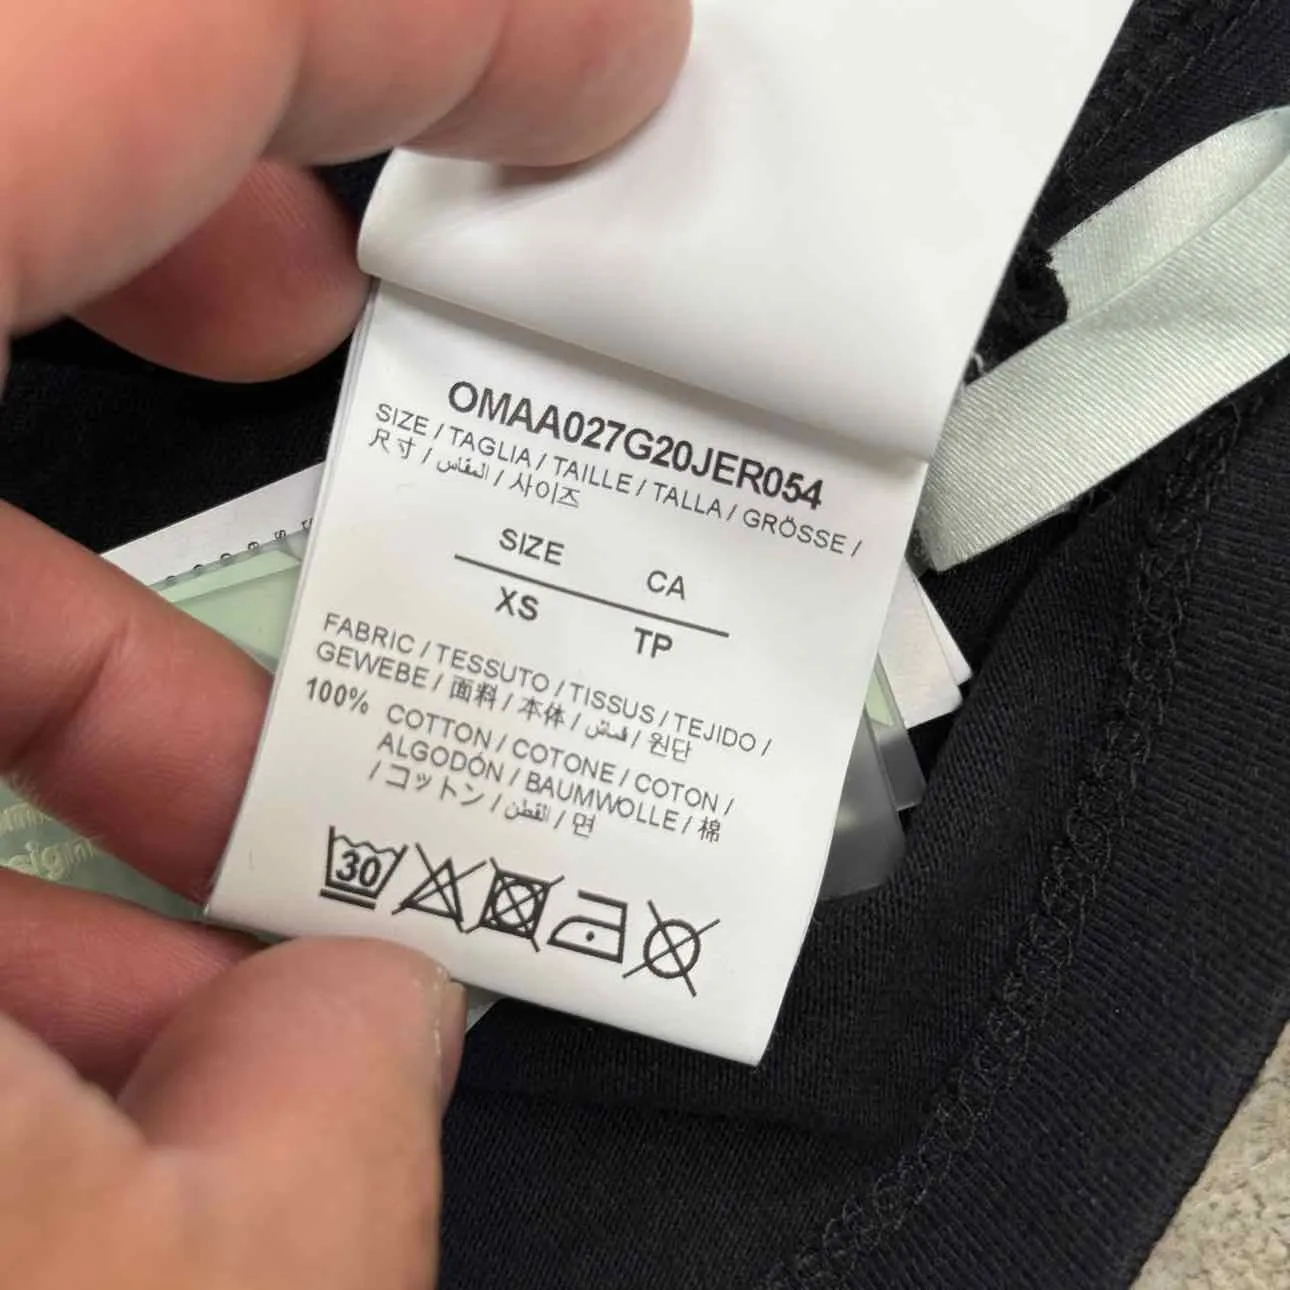 OMAA027G20JER054
SIZE / TAGLIA / TAILLE / TALLA / GRÖSSE /
尺寸 / المقاس / 사이즈
SIZE CA
XS TP
FABRIC / TESSUTO / TISSUS / TEJIDO /
GEWEBE / 面料 / 本体 / قماش / 원단
100% COTTON / COTONE / COTON /
ALGODÓN / BAUMWOLLE / 棉
/ コットン / القطن / 면
30